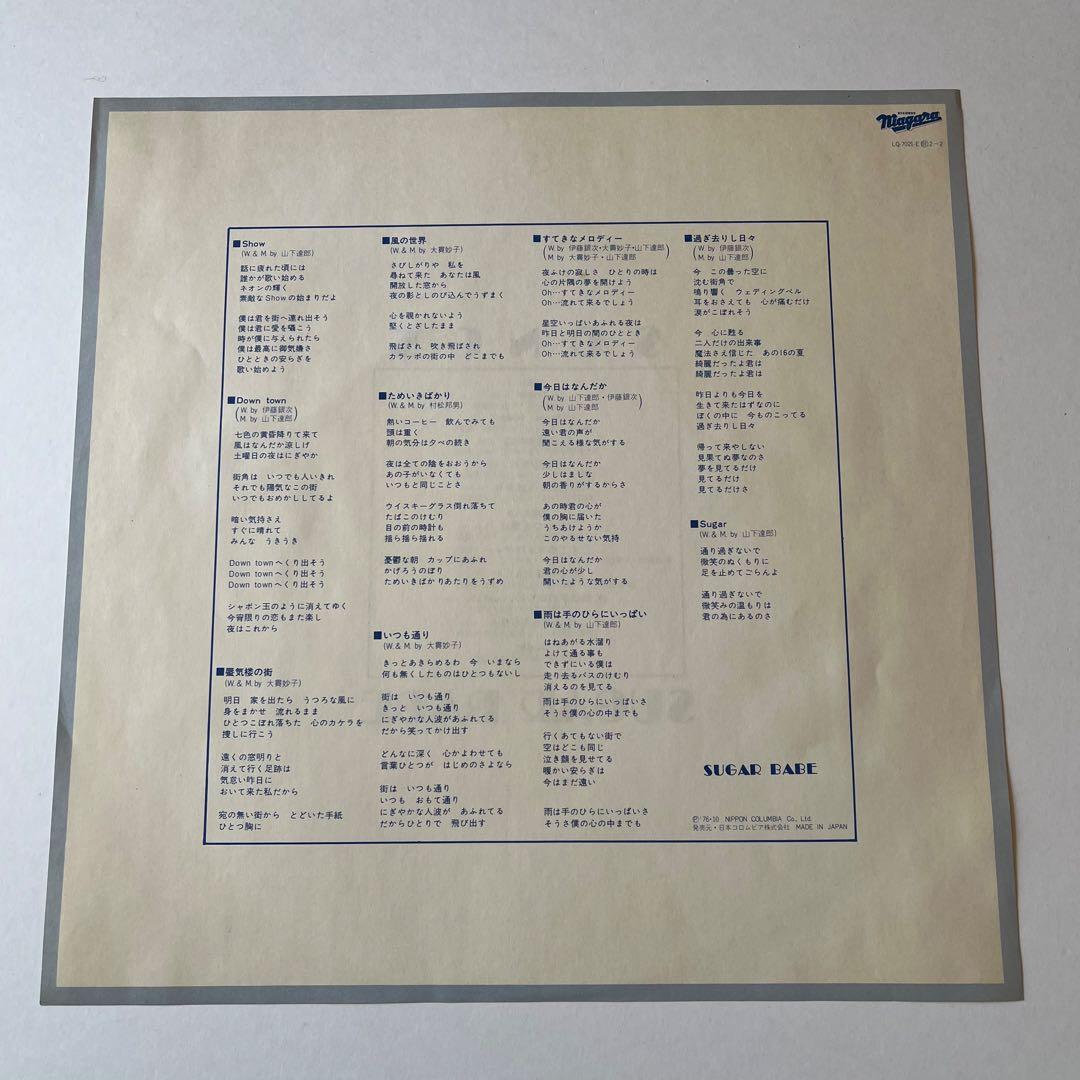 RECORDS
Niagara
LQ-7021-E Ⓗ2-2
■Show
(W. & M. by 山下達郎)
話に疲れた頃には
誰かが歌い始める
ネオンの輝く
素敵なShowの始まりだよ
僕は君を街へ連れ出そう
僕は君に愛を囁こう
時が僕に与えられたら
僕は最高に御気嫌さ
ひとときの安らぎを
歌い始めよう
■Down town
(W. by 伊藤銀次
M. by 山下達郎)
七色の黄昏降りて来て
風はなんだか涼しげ
土曜日の夜はにぎやか
街角は　いつでも人いきれ
それでも陽気なこの街
いつでもおめかししてるよ
暗い気持さえ
すぐに晴れて
みんな　うきうき
Down townへくり出そう
Down townへくり出そう
Down townへくり出そう
シャボン玉のように消えてゆく
今宵限りの恋もまた楽し
夜はこれから
■蜃気楼の街
(W. & M. by 大貫妙子)
明日　家を出たら　うつろな風に
身をまかせ　流れるまま
ひとつこぼれ落ちた　心のカケラを
捜しに行こう
遠くの窓明りと
消えて行く足跡は
気怠い昨日に
おいて来た私だから
宛の無い街から　とどいた手紙
ひとつ胸に
■風の世界
(W. & M. by 大貫妙子)
さびしがりや　私を
尋ねて来た　あなたは風
開放した窓から
夜の影としのび込んでうずまく
心を覗かれないよう
堅くとざしたまま
飛ばされ　吹き飛ばされ
カラッポの街の中　どこまでも
■ためいきばかり
(W. & M. by 村松邦男)
熱いコーヒー　飲んでみても
頭は重く
朝の気分は夕べの続き
夜は全ての陰をおおうから
あの子がいなくても
いつもと同じことさ
ウイスキーグラス倒れ落ちて
たばこのけむり
目の前の時計も
揺ら揺ら揺れる
憂鬱な朝　カップにあふれ
かげろうのぼり
ためいきばかりあたりをうずめ
■いつも通り
(W. & M. by 大貫妙子)
きっとあきらめるわ　今　いまなら
何も無くしたものはひとつもないし
街は　いつも通り
きっと　いつも通り
にぎやかな人波があふれてる
だから笑ってかけ出す
どんなに深く　心かよわせても
言葉ひとつが　はじめのさよなら
街は　いつも通り
いつも　おもて通り
にぎやかな人波が　あふれてる
だからひとりで　飛び出す
■すてきなメロディー
(W. by 伊藤銀次・大貫妙子・山下達郎
M. by 大貫妙子・山下達郎)
夜ふけの寂しさ　ひとりの時は
心の片隅の夢を開けよう
Oh…すてきなメロディー
Oh…流れて来るでしょう
星空いっぱいあふれる夜は
昨日と明日の間のひととき
Oh…すてきなメロディー
Oh…流れて来るでしょう
■今日はなんだか
(W. by 山下達郎・伊藤銀次
M. by 山下達郎)
今日はなんだか
遠い君の声が
聞こえる様な気がする
今日はなんだか
少しはましな
朝の香りがするからさ
あの時君の心が
僕の胸に届いた
うちあけようか
このやるせない気持
今日はなんだか
君の心が少し
開いたような気がする
■雨は手のひらにいっぱい
(W. & M. by 山下達郎)
はねあがる水溜り
よけて通る事も
できずにいる僕は
走り去るバスのけむり
消えるのを見てる
雨は手のひらにいっぱいさ
そうさ僕の心の中までも
行くあてもない街で
空はどこも同じ
泣き顔を見せてる
暖かい安らぎは
今はまだ遠い
雨は手のひらにいっぱいさ
そうさ僕の心の中までも
■過ぎ去りし日々
(W. by 伊藤銀次
M. by 山下達郎)
今　この曇った空に
沈む街角で
鳴り響く　ウェディングベル
耳をおさえても　心が痛むだけ
涙がこぼれそう
今　心に甦る
二人だけの出来事
魔法さえ信じた　あの16の夏
綺麗だったよ君は
綺麗だったよ君は
昨日よりも今日を
生きて来たはずなのに
ぼくの中に　今ものこってる
過ぎ去りし日々
帰って来やしない
見果てぬ夢なのさ
夢を見てるだけ
見てるだけ
見てるだけさ
■Sugar
(W. & M. by 山下達郎)
通り過ぎないで
微笑のぬくもりに
足を止めてごらんよ
通り過ぎないで
微笑みの温もりは
君の為にあるのさ
SUGAR BABE
Ⓟ'76・10 NIPPON COLUMBIA Co., Ltd.
発売元・日本コロムビア株式会社 MADE IN JAPAN